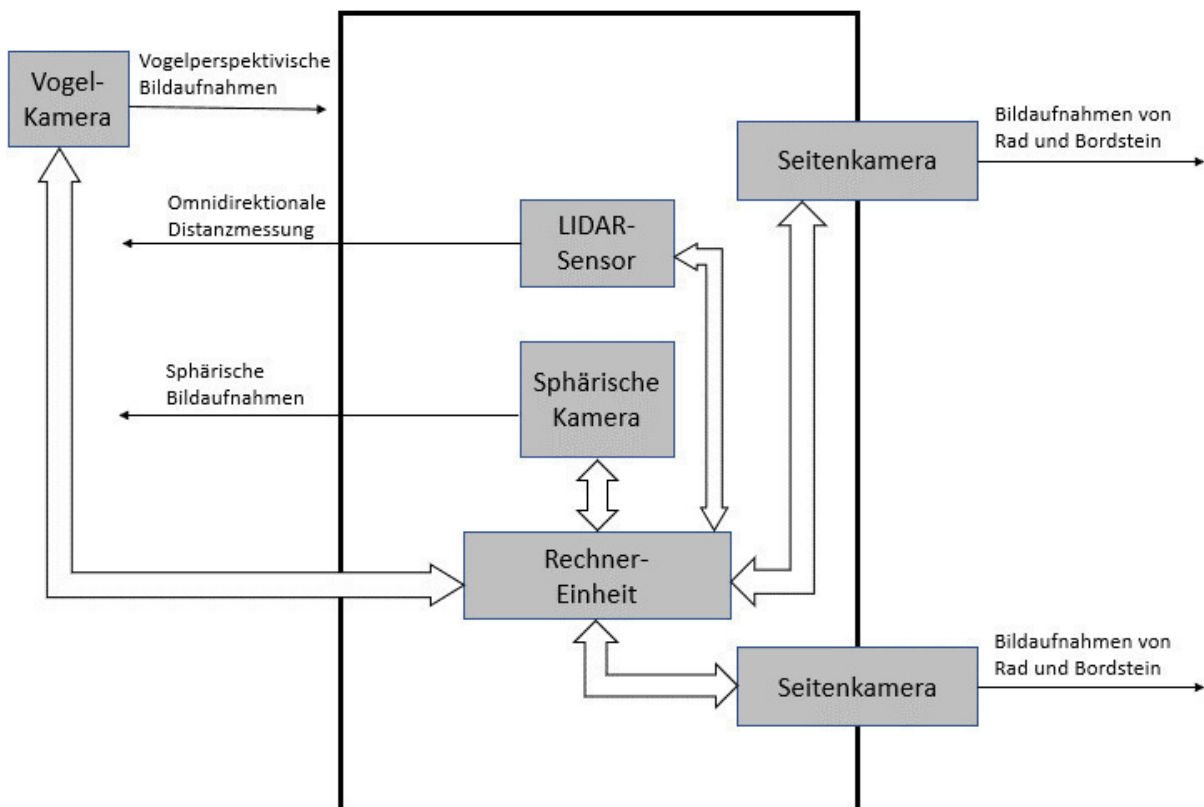 Vogel-
Kamera
Vogelperspektivische
Bildaufnahmen
Omnidirektionale
Distanzmessung
LIDAR-
Sensor
Seitenkamera
Bildaufnahmen von
Rad und Bordstein
Sphärische
Bildaufnahmen
Sphärische
Kamera
Rechner-
Einheit
Seitenkamera
Bildaufnahmen von
Rad und Bordstein